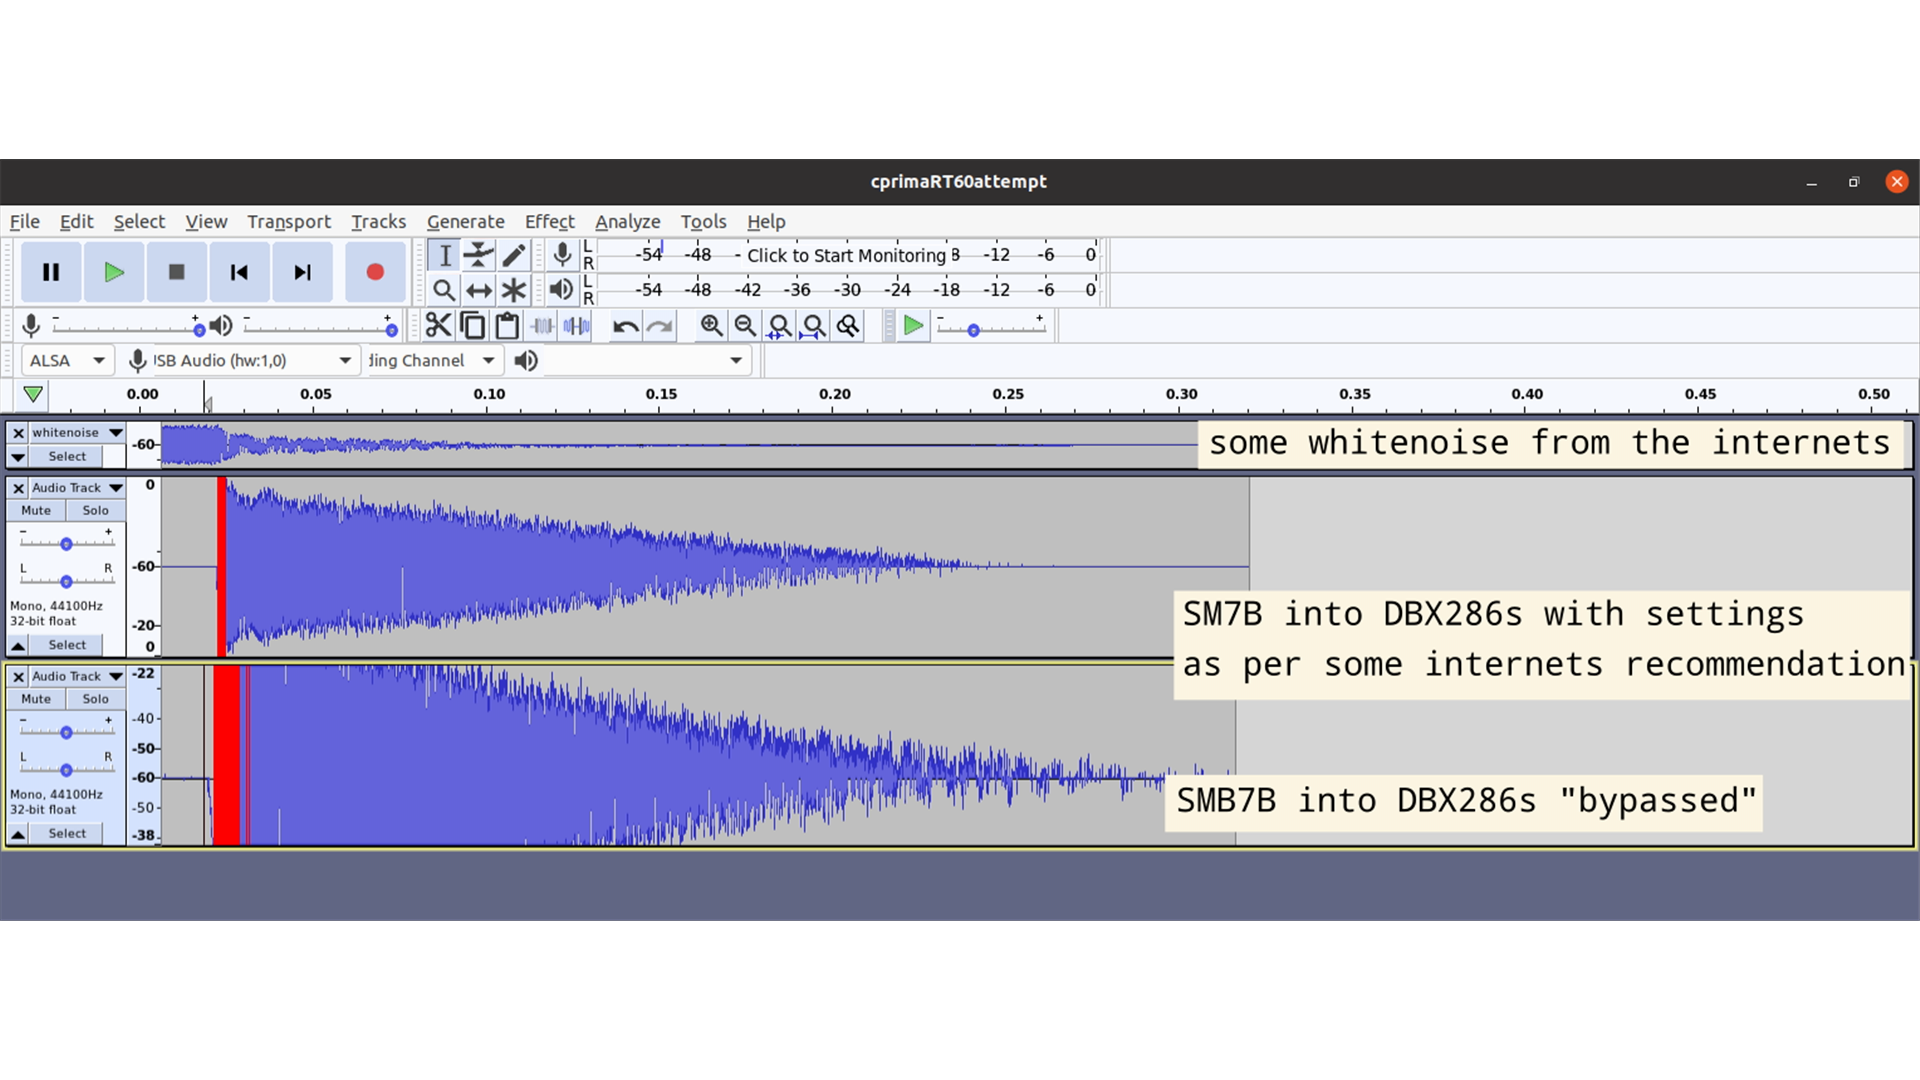 cprimaRT60attempt
File Edit Select View Transport Tracks Generate Effect Analyze Tools Help
L R -54 -48 - Click to Start Monitoring -12 -6 0
L R -54 -48 -42 -36 -30 -24 -18 -12 -6 0
- + - + - +
ALSA SB Audio (hw:1,0) ding Channel
0.00 0.05 0.10 0.15 0.20 0.25 0.30 0.35 0.40 0.45 0.50
whitenoise
-60
Select
some whitenoise from the internets
Audio Track
Mute Solo
- +
L R
Mono, 44100Hz
32-bit float
Select
0
-60
-20
0
SM7B into DBX286s with settings
as per some internets recommendation
Audio Track
Mute Solo
- +
L R
Mono, 44100Hz
32-bit float
Select
-22
-40
-50
-60
-50
-38
SMB7B into DBX286s "bypassed"